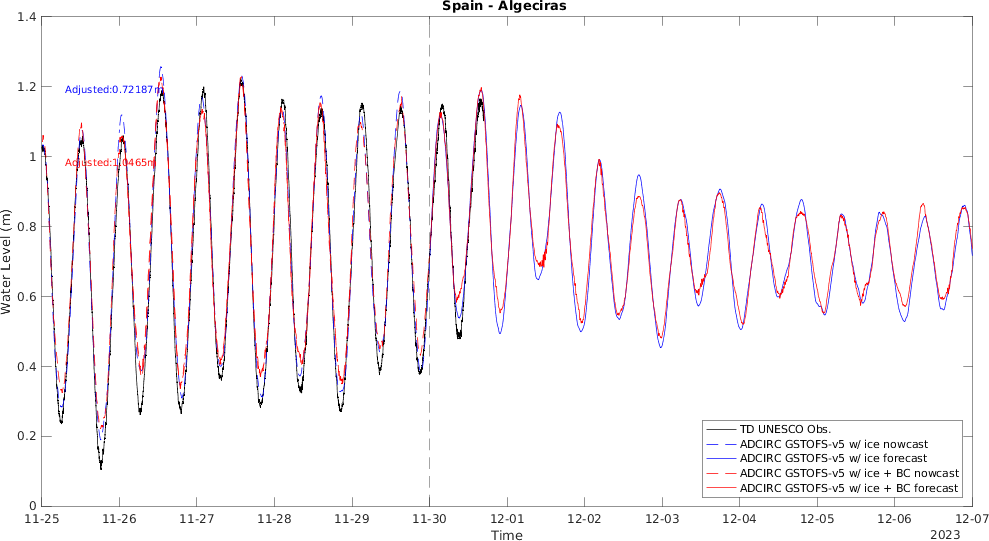 Spain - Algeciras
1.4
1.2
1
0.8
0.6
0.4
0.2
0
Water Level (m)
Adjusted:0.72187m
Adjusted:1.0465m
TD UNESCO Obs.
ADCIRC GSTOFS-v5 w/ ice nowcast
ADCIRC GSTOFS-v5 w/ ice forecast
ADCIRC GSTOFS-v5 w/ ice + BC nowcast
ADCIRC GSTOFS-v5 w/ ice + BC forecast
11-25 11-26 11-27 11-28 11-29 11-30 12-01 12-02 12-03 12-04 12-05 12-06 12-07
Time
2023